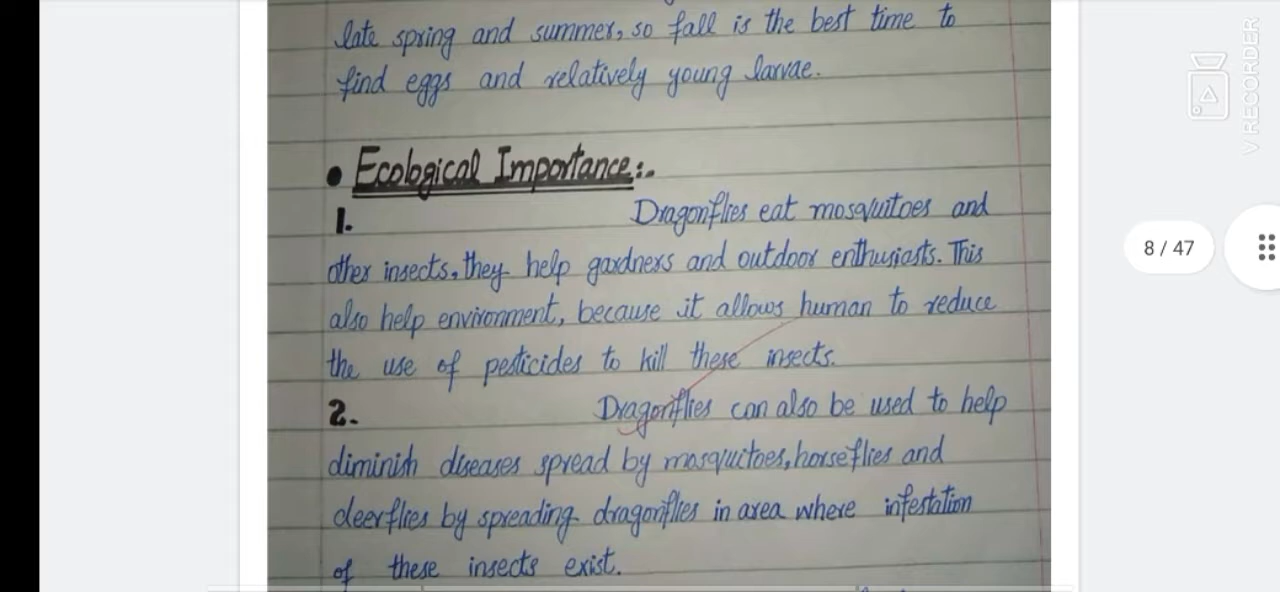 late spring and summer, so fall is the best time to
find eggs and relatively young larvae.
• Ecological Importance:-
1. Dragonflies eat mosquitoes and
other insects, they help gardners and outdoor enthusiasts. This
also help environment, because it allows human to reduce
the use of pesticides to kill these insects.
2. Dragonflies can also be used to help
diminish diseases spread by mosquitoes, horseflies and
deerflies by spreading dragonflies in area where infestation
of these insects exist.
8 / 47
V RECORDER